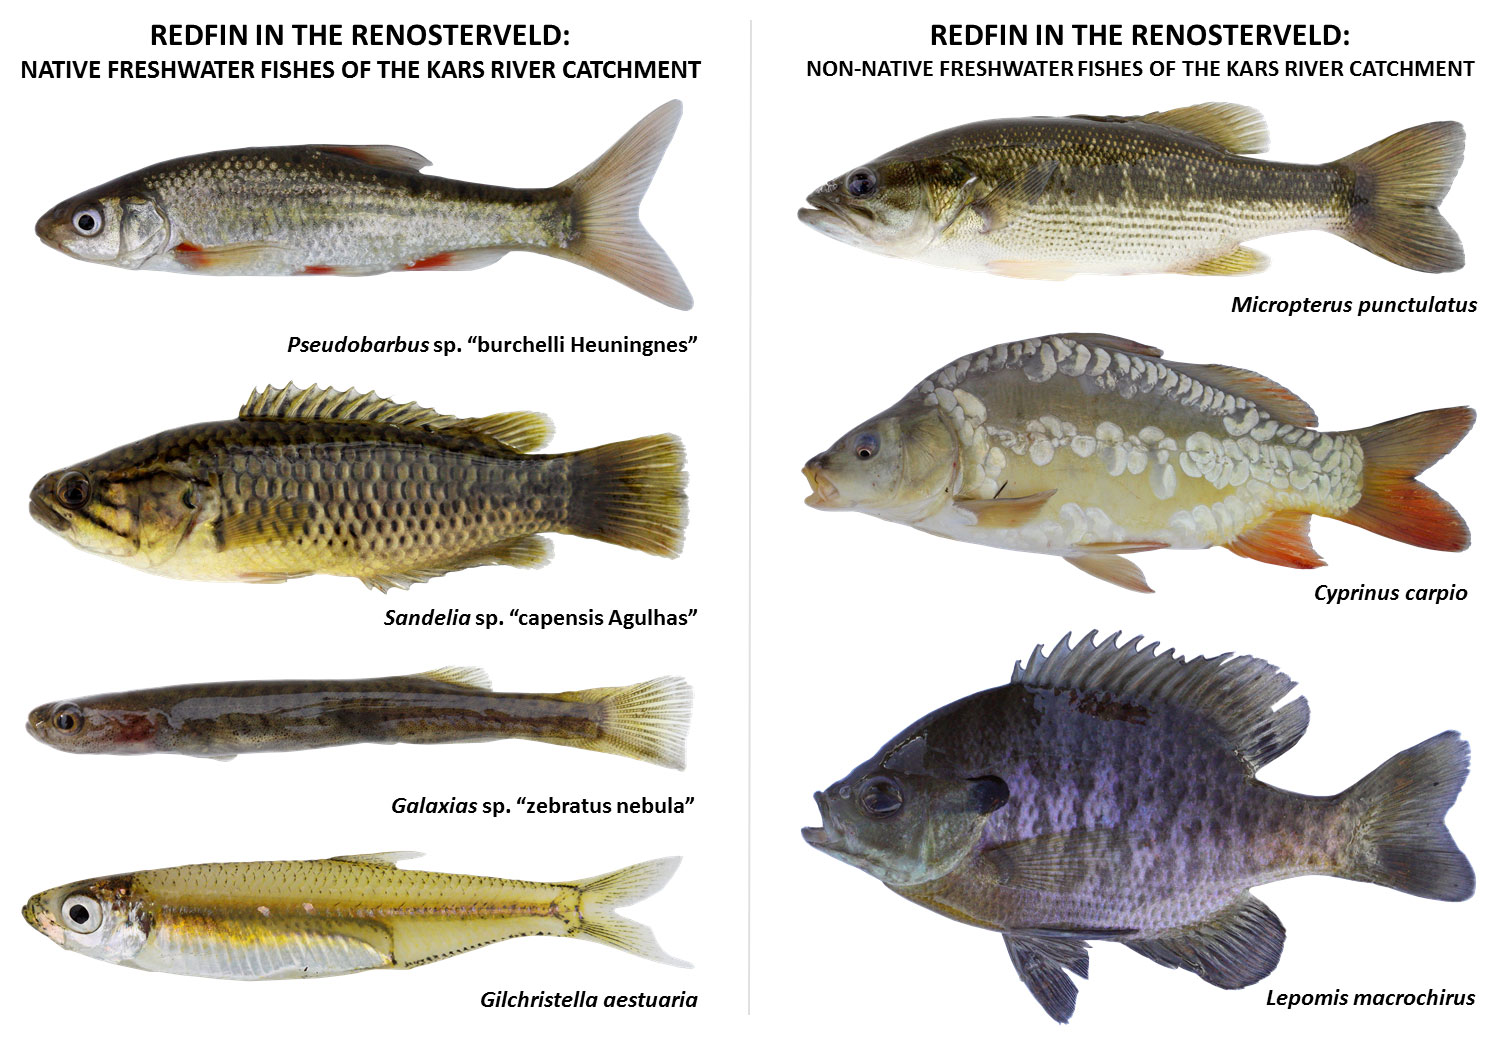 REDFIN IN THE RENOSTERVELD:
NATIVE FRESHWATER FISHES OF THE KARS RIVER CATCHMENT
Pseudobarbus sp. “burchelli Heuningnes”
Sandelia sp. “capensis Agulhas”
Galaxias sp. “zebratus nebula”
Gilchristella aestuaria
REDFIN IN THE RENOSTERVELD:
NON-NATIVE FRESHWATER FISHES OF THE KARS RIVER CATCHMENT
Micropterus punctulatus
Cyprinus carpio
Lepomis macrochirus